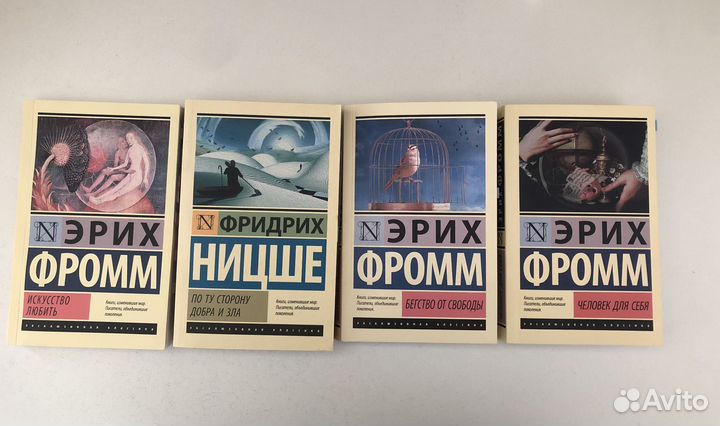 N
ЭРИХ
ФРОММ
ИСКУССТВО
ЛЮБИТЬ
Книги, изменившие мир.
Писатели, объединившие
поколения.
ЭКСКЛЮЗИВНАЯ КЛАССИКА
N
ФРИДРИХ
НИЦШЕ
ПО ТУ СТОРОНУ
ДОБРА И ЗЛА
Книги, изменившие мир.
Писатели, объединившие
поколения.
ЭКСКЛЮЗИВНАЯ КЛАССИКА
N
ЭРИХ
ФРОММ
Книги, изменившие мир.
Писатели, объединившие
поколения.
БЕГСТВО ОТ СВОБОДЫ
ЭКСКЛЮЗИВНАЯ КЛАССИКА
N
ЭРИХ
ФРОММ
Книги, изменившие мир.
Писатели, объединившие
поколения.
ЧЕЛОВЕК ДЛЯ СЕБЯ
ЭКСКЛЮЗИВНАЯ КЛАССИКА
Avito